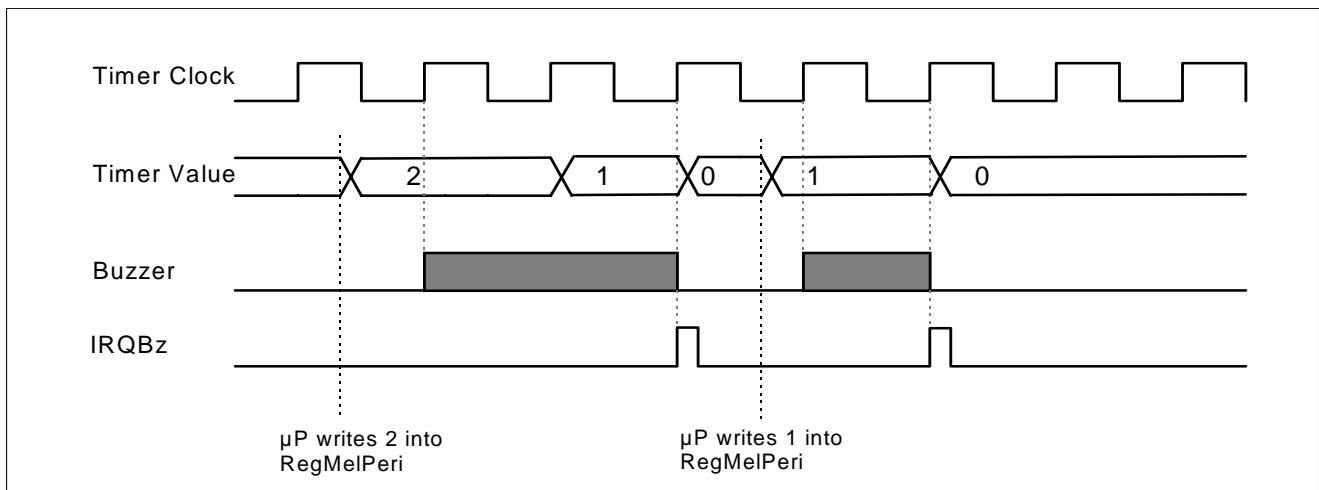 Timer Clock
Timer Value
2
1
0
1
0
Buzzer
IRQBz
µP writes 2 into
RegMelPeri
µP writes 1 into
RegMelPeri